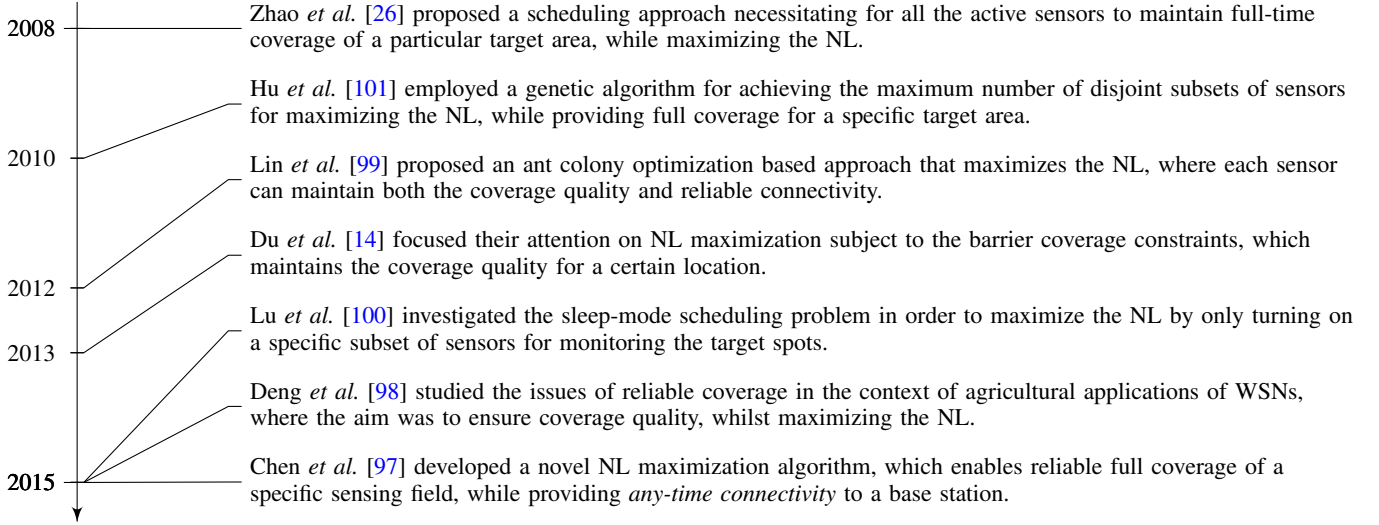 2008
Zhao et al. [26] proposed a scheduling approach necessitating for all the active sensors to maintain full-time
coverage of a particular target area, while maximizing the NL.
Hu et al. [101] employed a genetic algorithm for achieving the maximum number of disjoint subsets of sensors
for maximizing the NL, while providing full coverage for a specific target area.
2010
Lin et al. [99] proposed an ant colony optimization based approach that maximizes the NL, where each sensor
can maintain both the coverage quality and reliable connectivity.
Du et al. [14] focused their attention on NL maximization subject to the barrier coverage constraints, which
maintains the coverage quality for a certain location.
2012
Lu et al. [100] investigated the sleep-mode scheduling problem in order to maximize the NL by only turning on
a specific subset of sensors for monitoring the target spots.
2013
Deng et al. [98] studied the issues of reliable coverage in the context of agricultural applications of WSNs,
where the aim was to ensure coverage quality, whilst maximizing the NL.
2015
Chen et al. [97] developed a novel NL maximization algorithm, which enables reliable full coverage of a
specific sensing field, while providing any-time connectivity to a base station.